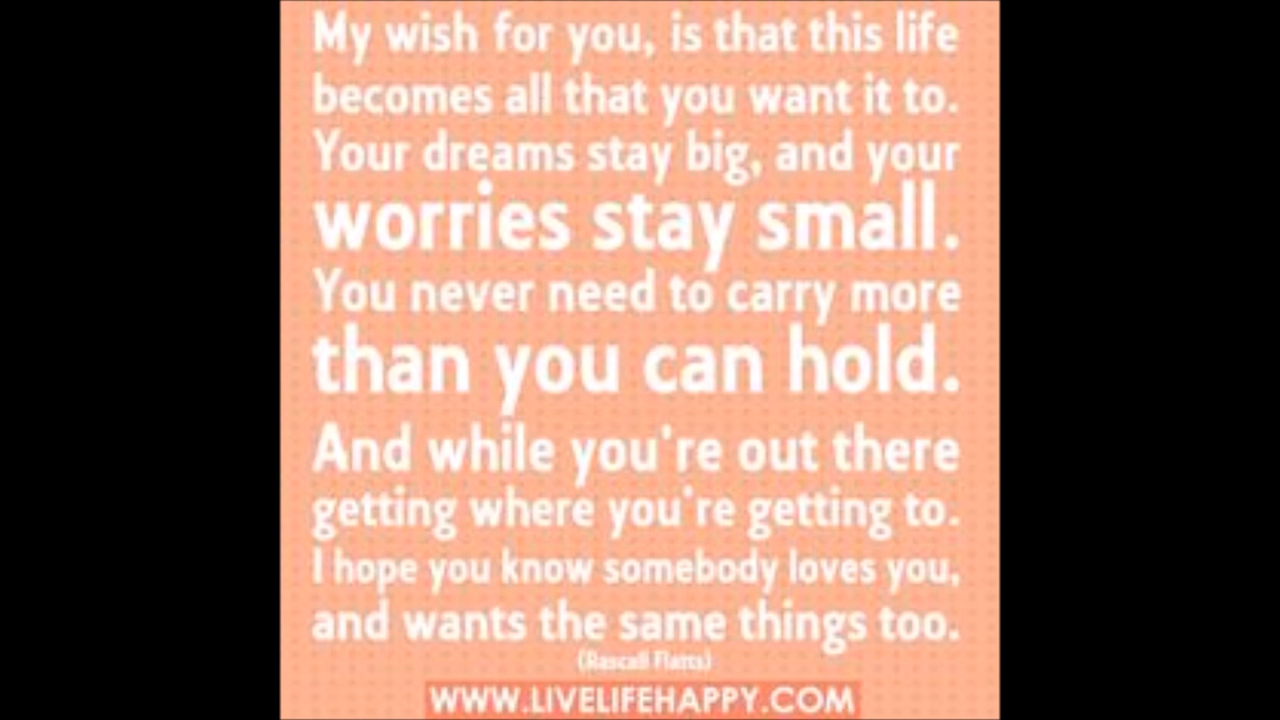 My wish for you, is that this life
becomes all that you want it to.
Your dreams stay big, and your
worries stay small.
You never need to carry more
than you can hold.
And while you're out there
getting where you're getting to.
I hope you know somebody loves you,
and wants the same things too.
(Rascall Flatts)
WWW.LIVELIFEHAPPY.COM